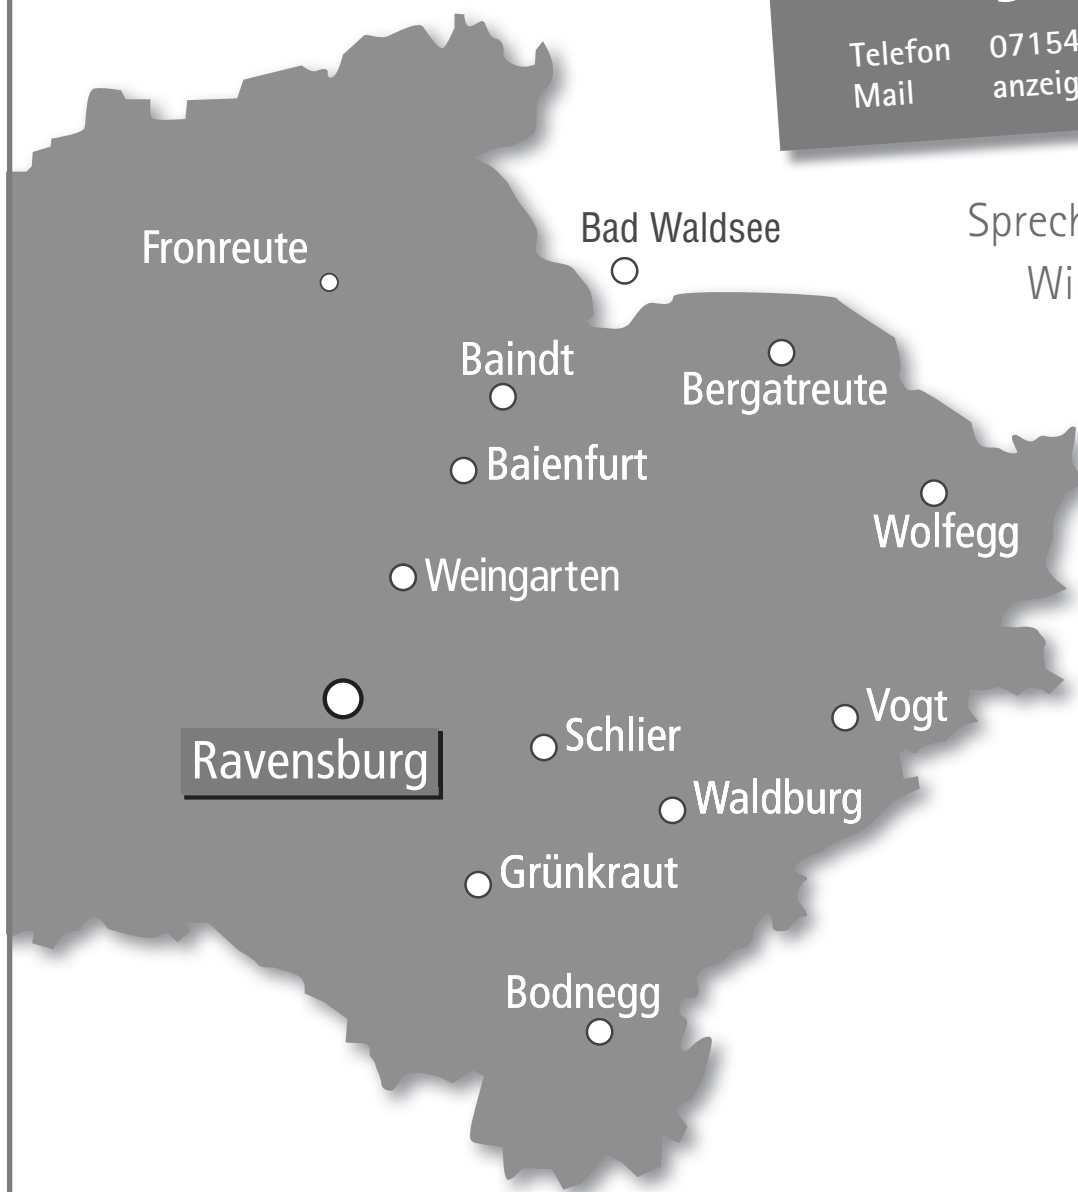 Telefon 07154
Mail anzeig
Bad Waldsee
Fronreute
Baindt
Bergatreute
Baienfurt
Wolfegg
Weingarten
Vogt
Schlier
Ravensburg
Waldburg
Grünkraut
Bodnegg
Sprech
Wi